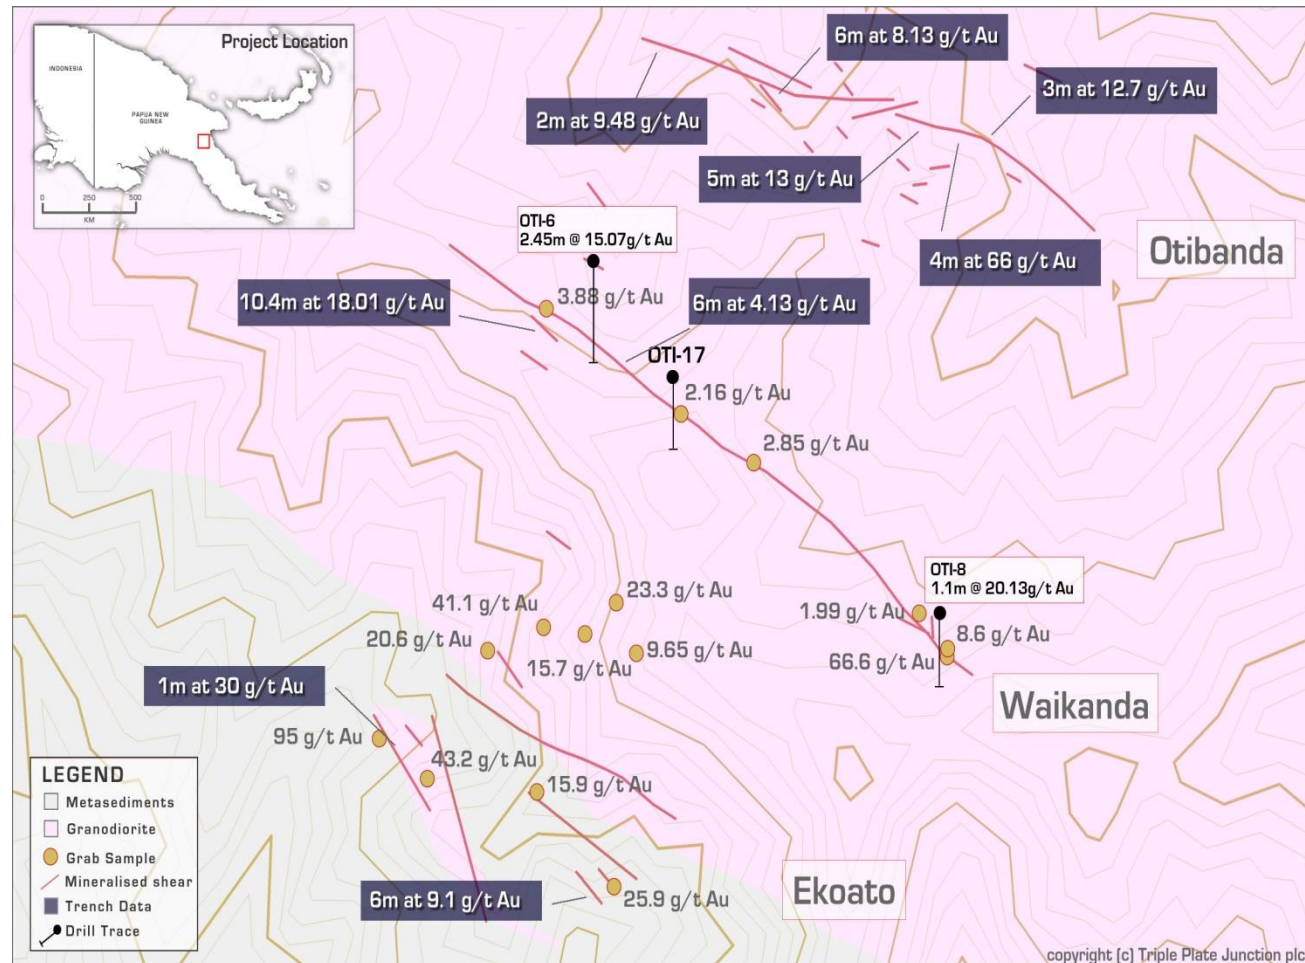 Project Location
INDONESIA
PAPUA NEW
GUINEA
0 250 500
KM
6m at 8.13 g/t Au
3m at 12.7 g/t Au
2m at 9.48 g/t Au
5m at 13 g/t Au
4m at 66 g/t Au
Otibanda
OTI-6
2.45m @ 15.07g/t Au
10.4m at 18.01 g/t Au
3.88 g/t Au
6m at 4.13 g/t Au
OTI-17
2.16 g/t Au
2.85 g/t Au
OTI-8
1.1m @ 20.13g/t Au
1.99 g/t Au
8.6 g/t Au
66.6 g/t Au
Waikanda
23.3 g/t Au
41.1 g/t Au
20.6 g/t Au
15.7 g/t Au
9.65 g/t Au
1m at 30 g/t Au
95 g/t Au
43.2 g/t Au
15.9 g/t Au
6m at 9.1 g/t Au
25.9 g/t Au
Ekoato
LEGEND
Metasediments
Granodiorite
Grab Sample
Mineralised shear
Trench Data
Drill Trace
copyright (c) Triple Plate Junction plc